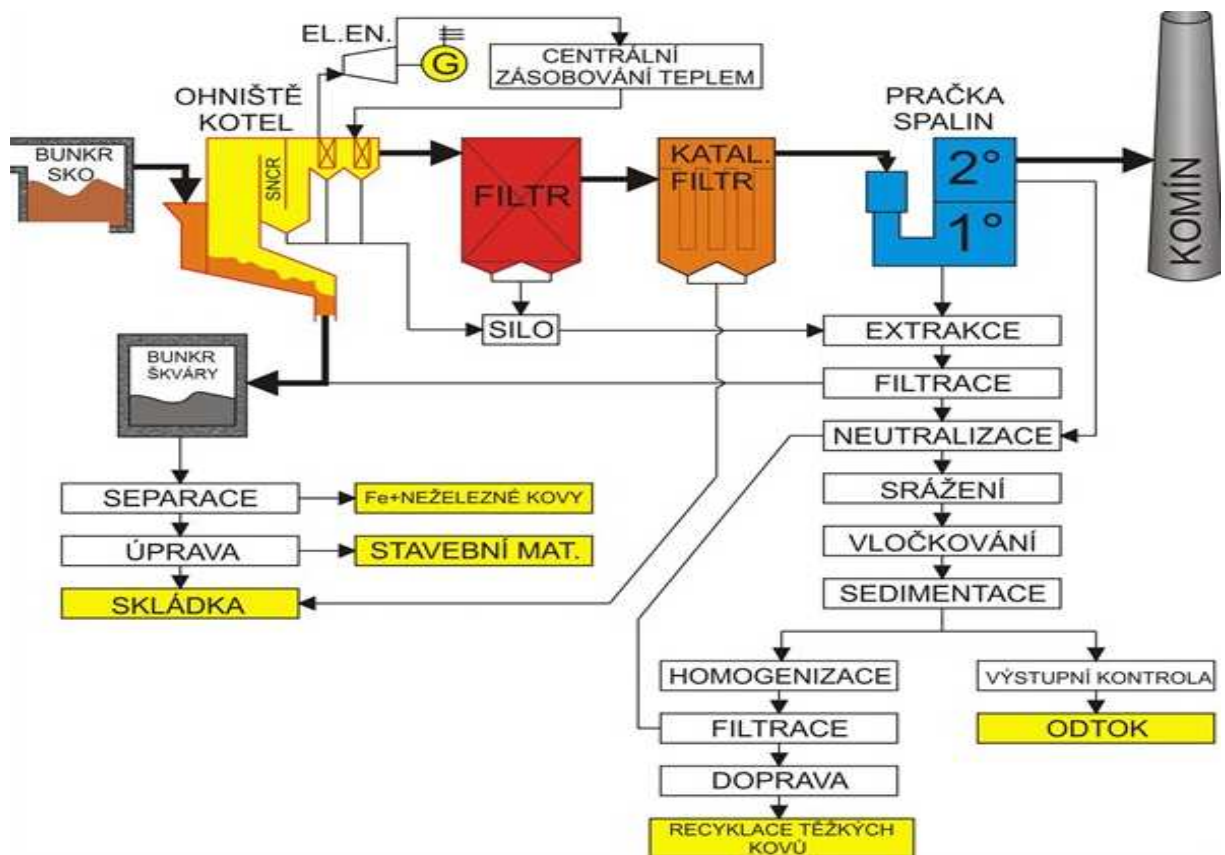 EL.EN.
G
CENTRÁLNÍ
ZÁSOBOVÁNÍ TEPLEM
OHNIŠTĚ
KOTEL
PRAČKA
SPALIN
BUNKR
SKO
SNCR
FILTR
KATAL.
FILTR
2°
1°
KOMÍN
SILO
EXTRAKCE
BUNKR
ŠKVÁRY
FILTRACE
NEUTRALIZACE
SEPARACE
Fe+NEŽELEZNÉ KOVY
SRÁŽENÍ
ÚPRAVA
STAVEBNÍ MAT.
VLOČKOVÁNÍ
SKLÁDKA
SEDIMENTACE
HOMOGENIZACE
VÝSTUPNÍ KONTROLA
FILTRACE
ODTOK
DOPRAVA
RECYKLACE TĚŽKÝCH
KOVŮ